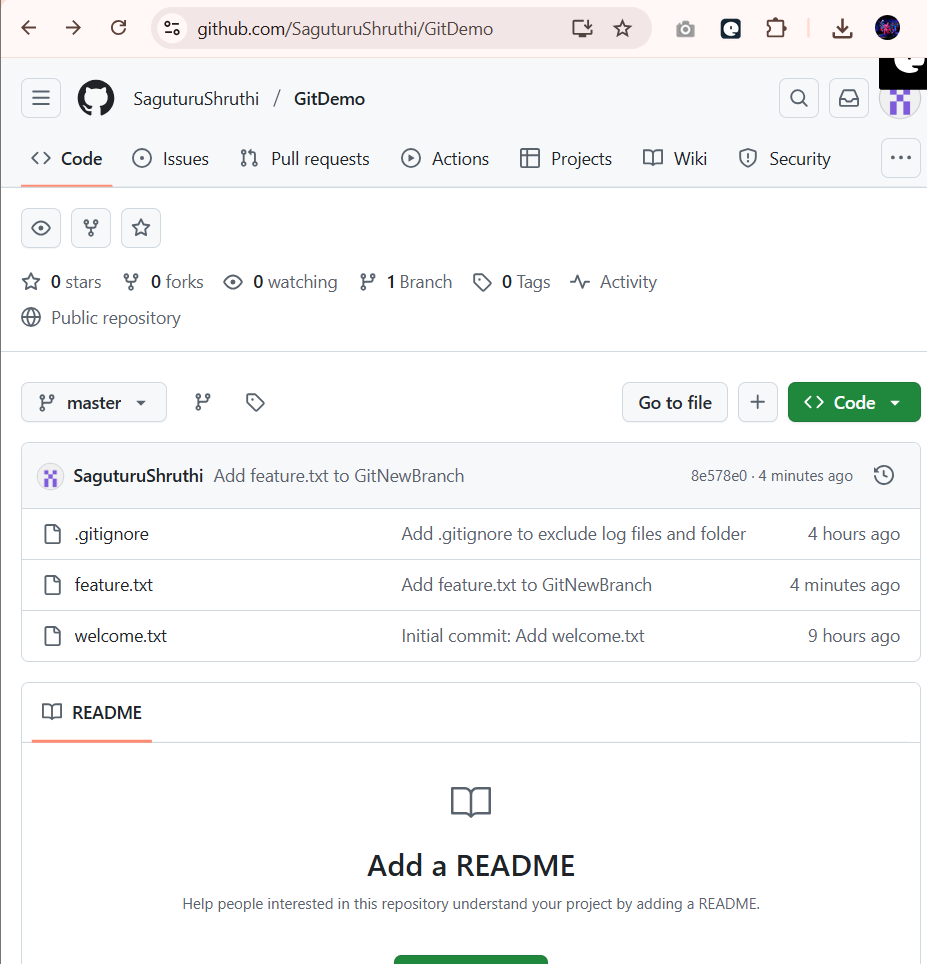 github.com/SaguturuShruthi/GitDemo
SaguturuShruthi / GitDemo
Code Issues Pull requests Actions Projects Wiki Security
0 stars 0 forks 0 watching 1 Branch 0 Tags Activity
Public repository
master Go to file Code
SaguturuShruthi Add feature.txt to GitNewBranch 8e578e0 · 4 minutes ago
.gitignore Add .gitignore to exclude log files and folder 4 hours ago
feature.txt Add feature.txt to GitNewBranch 4 minutes ago
welcome.txt Initial commit: Add welcome.txt 9 hours ago
README
Add a README
Help people interested in this repository understand your project by adding a README.